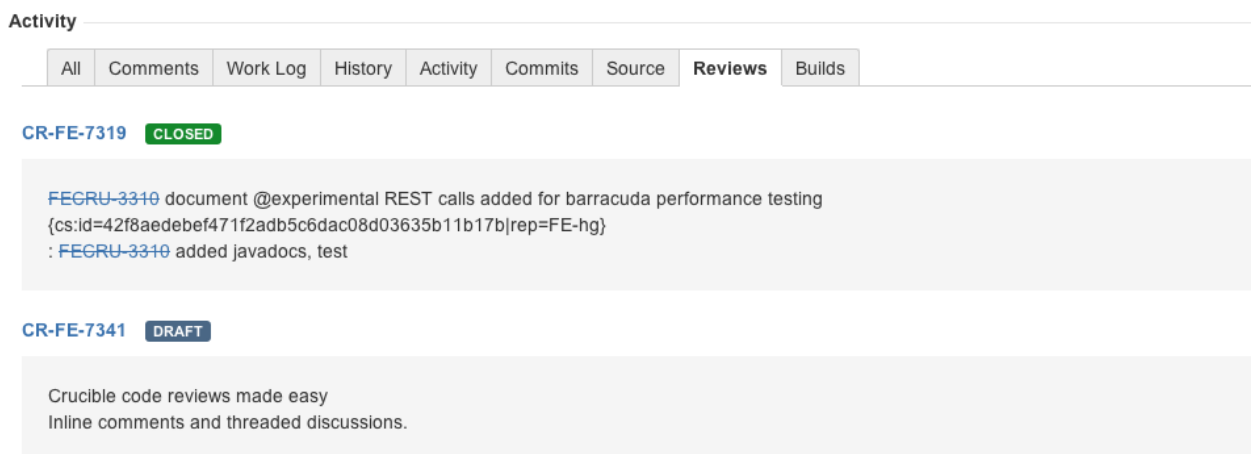 Activity
All Comments Work Log History Activity Commits Source Reviews Builds
CR-FE-7319 CLOSED
FECRU-3310 document @experimental REST calls added for barracuda performance testing
{cs:id=42f8aedebef471f2adb5c6dac08d03635b11b17b|rep=FE-hg}
: FECRU-3310 added javadocs, test
CR-FE-7341 DRAFT
Crucible code reviews made easy
Inline comments and threaded discussions.